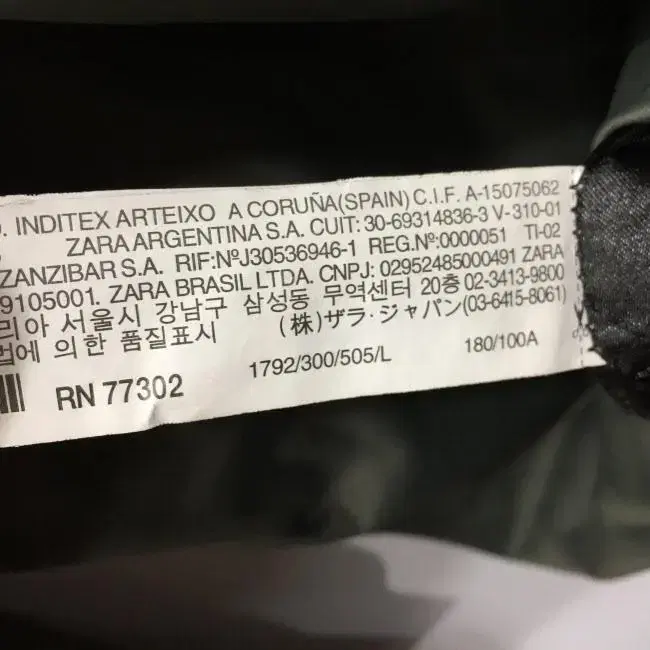 . INDITEX ARTEIXO A CORUÑA(SPAIN) C.I.F. A-15075062
ZARA ARGENTINA S.A. CUIT: 30-69314836-3 V-310-01
ZANZIBAR S.A. RIF:NºJ30536946-1 REG.Nº:0000051 TI-02
9105001. ZARA BRASIL LTDA. CNPJ: 02952485000491 ZARA
리아 서울시 강남구 삼성동 무역센터 20층 02-3413-9800
법에 의한 품질표시 (株)ザラ・ジャパン(03-6415-8061)
RN 77302 1792/300/505/L 180/100A